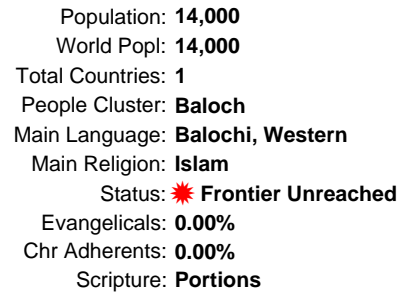 Population: 14,000
World Popl: 14,000
Total Countries: 1
People Cluster: Baloch
Main Language: Balochi, Western
Main Religion: Islam
Status: Frontier Unreached
Evangelicals: 0.00%
Chr Adherents: 0.00%
Scripture: Portions